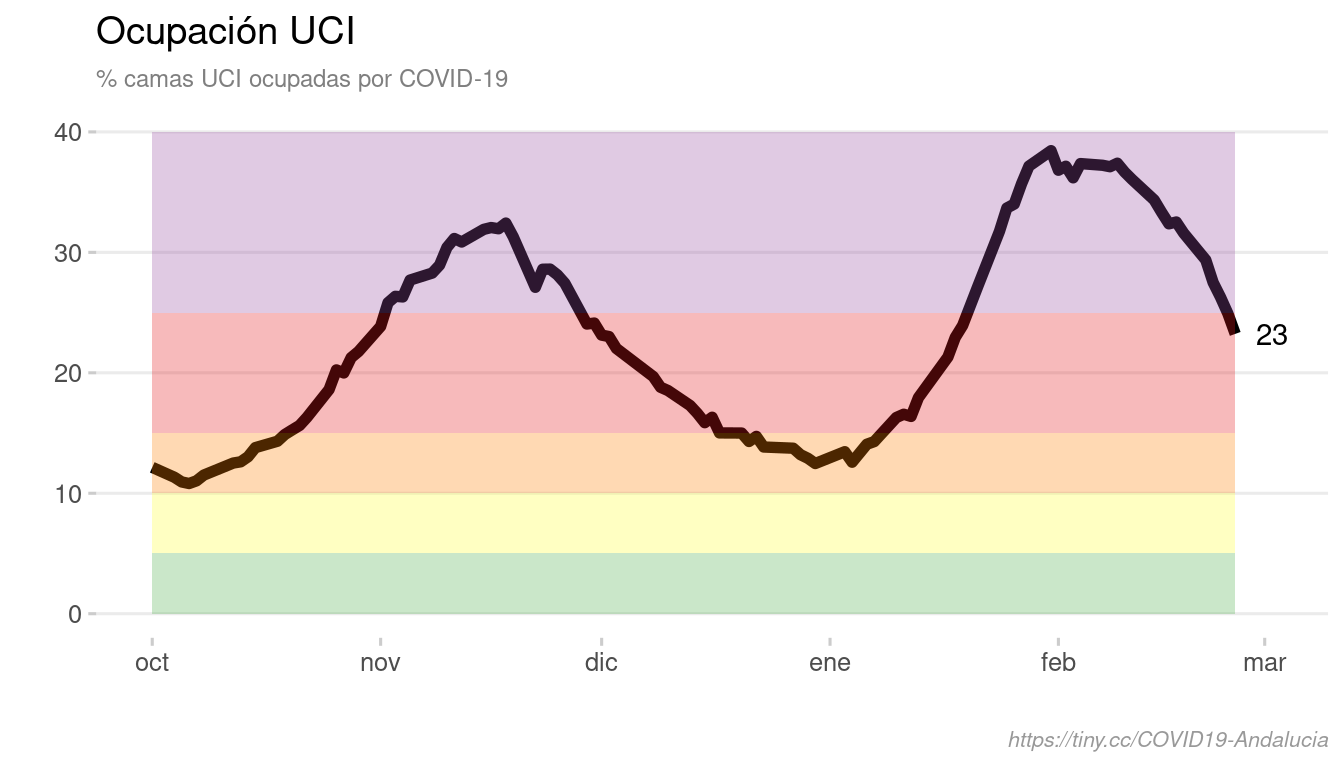 Ocupación UCI
% camas UCI ocupadas por COVID-19
40
30
20
10
0
23
oct nov dic ene feb mar
https://tiny.cc/COVID19-Andalucia